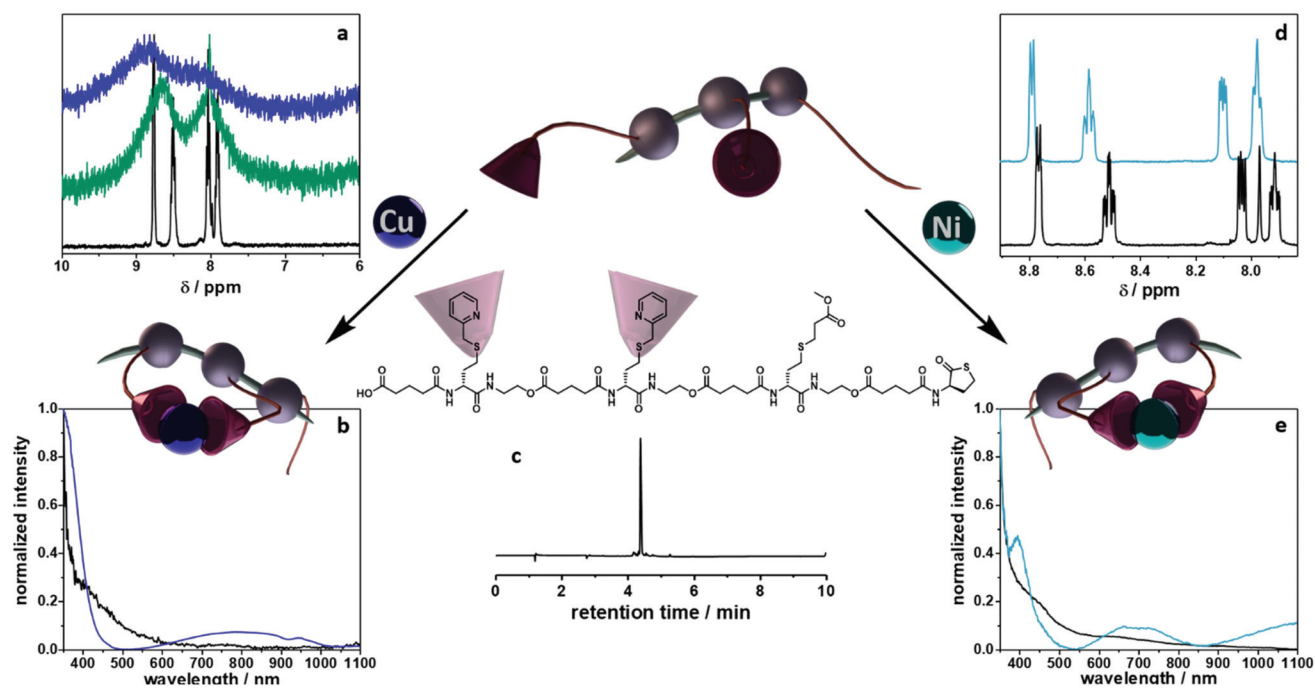 a
10 9 8 7 6
δ / ppm
Cu
d
8.8 8.6 8.4 8.2 8.0
δ / ppm
Ni
N N
O
O
S S S
O O O O O O O O O S
HO N H N H O N H N H O N H N H O N H
O O O
b
1.0
0.8
0.6
0.4
0.2
0.0
normalized intensity
400 500 600 700 800 900 1000 1100
wavelength / nm
c
0 2 4 6 8 10
retention time / min
e
1.0
0.8
0.6
0.4
0.2
0.0
normalized intensity
400 500 600 700 800 900 1000 1100
wavelength / nm